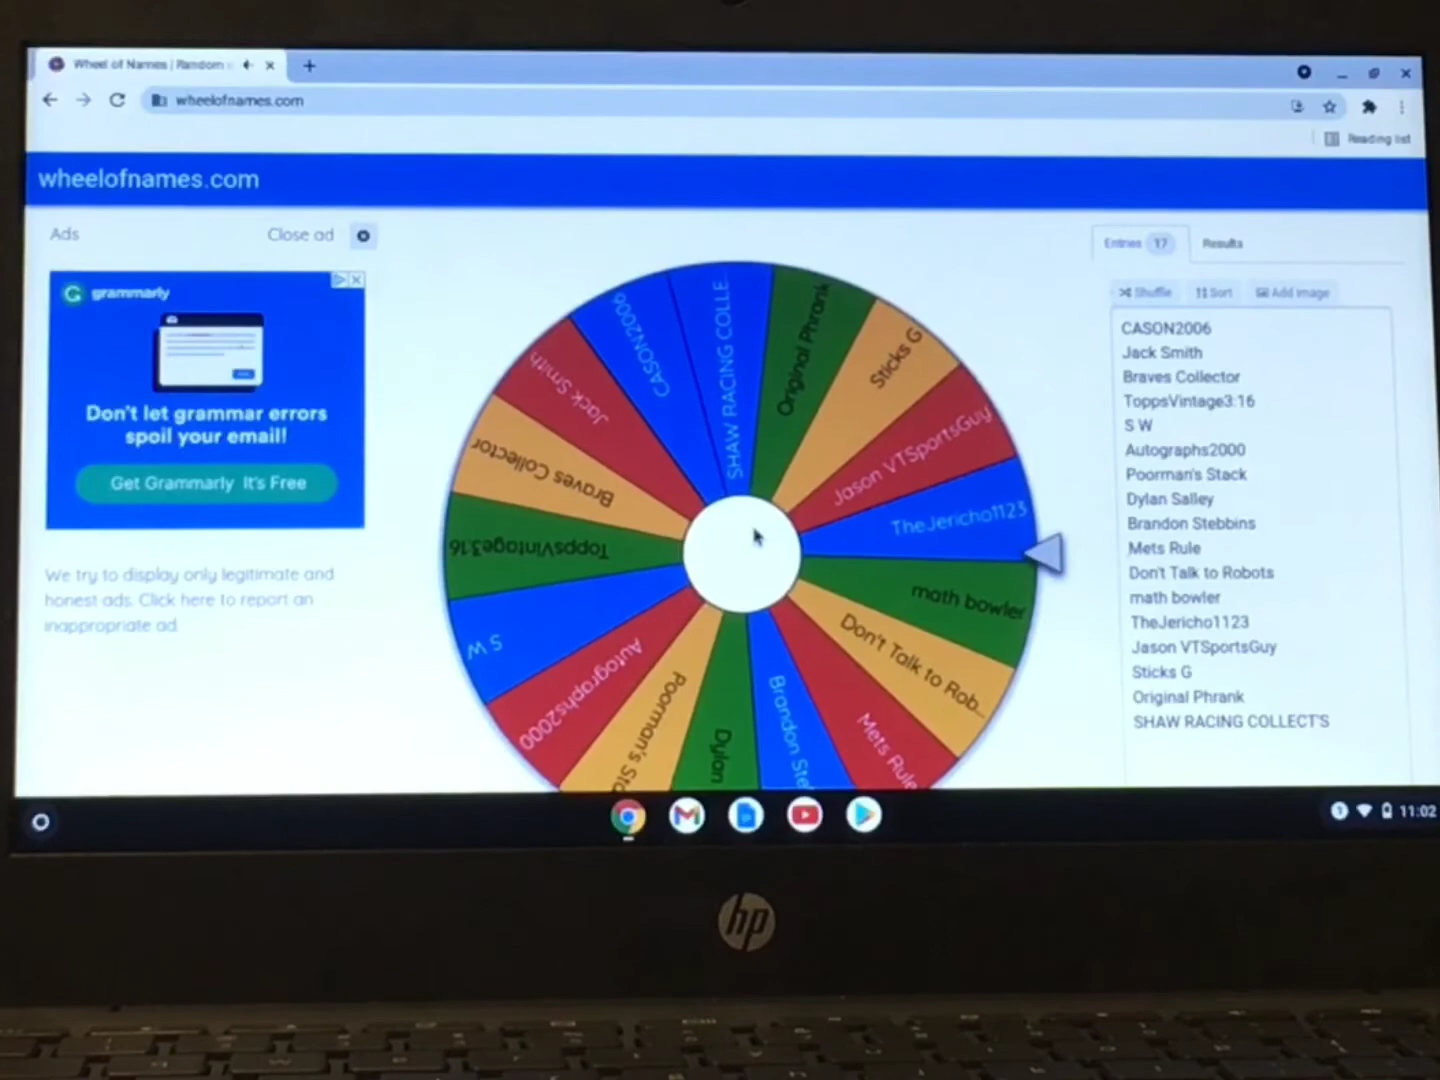 Wheel of Names | Random
wheelofnames.com
Reading list
wheelofnames.com
Ads
Close ad
grammarly
Don't let grammar errors
spoil your email!
Get Grammarly It's Free
We try to display only legitimate and
honest ads. Click here to report an
inappropriate ad
SHAW RACING COLLE
Original Phrank
Sticks G
Jason VTSportsGuy
TheJericho1123
math bowler
Don't Talk to Rob...
Mets Rule
Brandon Ste
Dylan
Poorman's Sta
Autographs2000
S W
ToppsVintage3:16
Braves Collector
Jack Smith
CASON2006
Entries 17
Results
Shuffle
Sort
Add image
CASON2006
Jack Smith
Braves Collector
ToppsVintage3:16
S W
Autographs2000
Poorman's Stack
Dylan Salley
Brandon Stebbins
Mets Rule
Don't Talk to Robots
math bowler
TheJericho1123
Jason VTSportsGuy
Sticks G
Original Phrank
SHAW RACING COLLECT'S
11:02
hp